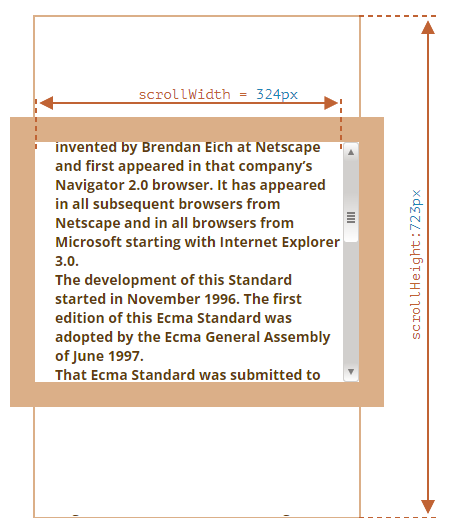 scrollWidth = 324px
invented by Brendan Eich at Netscape
and first appeared in that company’s
Navigator 2.0 browser. It has appeared
in all subsequent browsers from
Netscape and in all browsers from
Microsoft starting with Internet Explorer
3.0.
The development of this Standard
started in November 1996. The first
edition of this Ecma Standard was
adopted by the Ecma General Assembly
of June 1997.
That Ecma Standard was submitted to
scrollHeight:723px